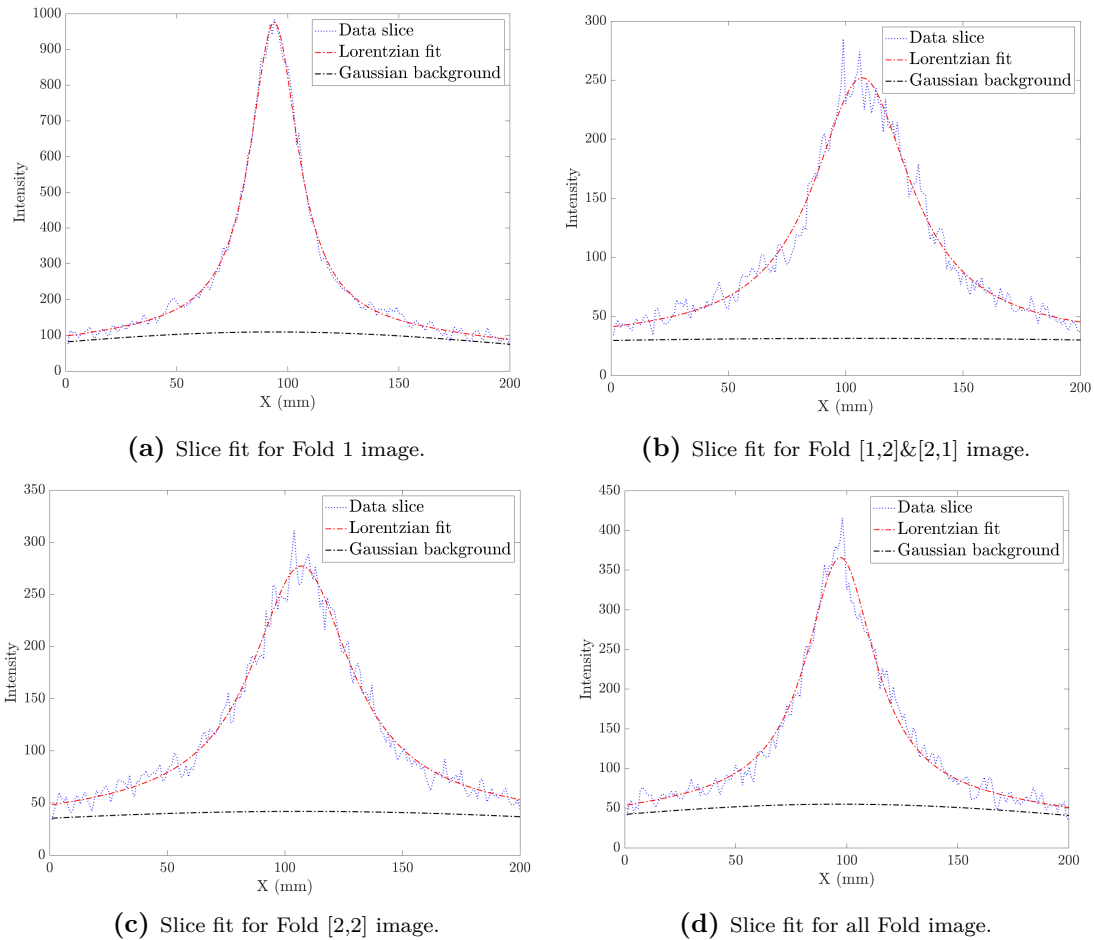 1000
900
800
700
600
500
400
300
200
100
0
Intensity
0 50 100 150 200
X (mm)
Data slice
Lorentzian fit
Gaussian background
(a) Slice fit for Fold 1 image.
300
250
200
150
100
50
0
Intensity
0 50 100 150 200
X (mm)
Data slice
Lorentzian fit
Gaussian background
(b) Slice fit for Fold [1,2]&[2,1] image.
350
300
250
200
150
100
50
0
Intensity
0 50 100 150 200
X (mm)
Data slice
Lorentzian fit
Gaussian background
(c) Slice fit for Fold [2,2] image.
450
400
350
300
250
200
150
100
50
0
Intensity
0 50 100 150 200
X (mm)
Data slice
Lorentzian fit
Gaussian background
(d) Slice fit for all Fold image.